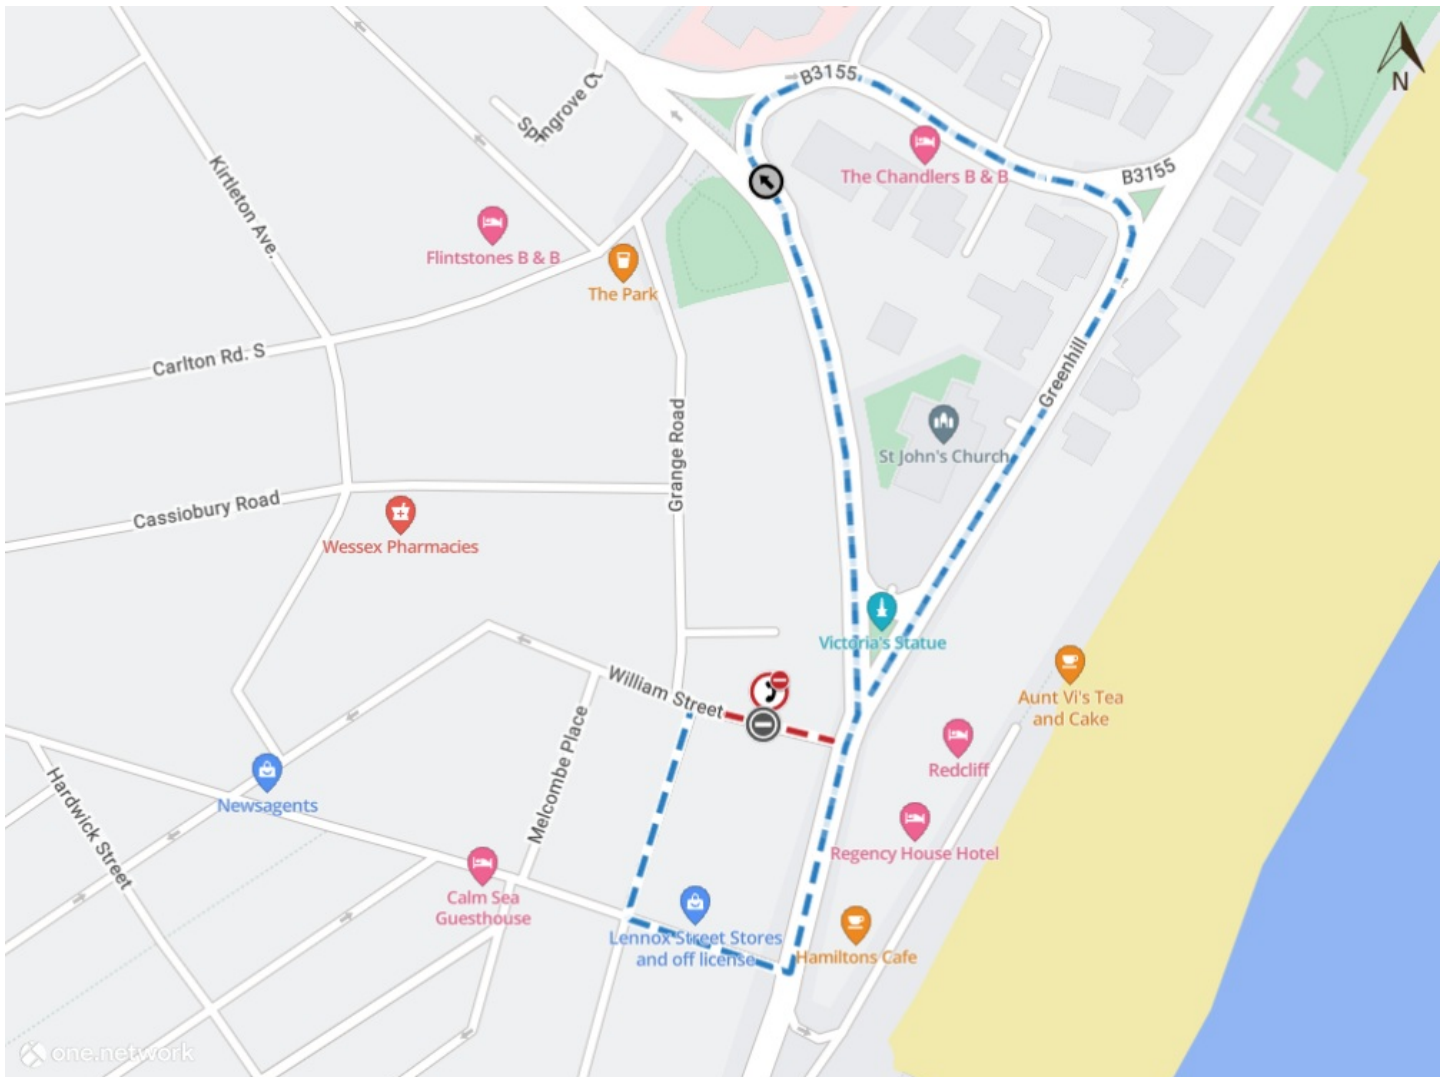 N
B3155
Springrove Ct
The Chandlers B & B
B3155
Kirtleton Ave.
Flintstones B & B
The Park
Carlton Rd. S
Greenhill
Grange Road
St John's Church
Cassiobury Road
Wessex Pharmacies
Victoria's Statue
William Street
Aunt Vi's Tea
and Cake
Melcombe Place
Redcliff
Hardwick Street
Newsagents
Regency House Hotel
Calm Sea
Guesthouse
Lennox Street Stores
and off license
Hamiltons Cafe
one.network